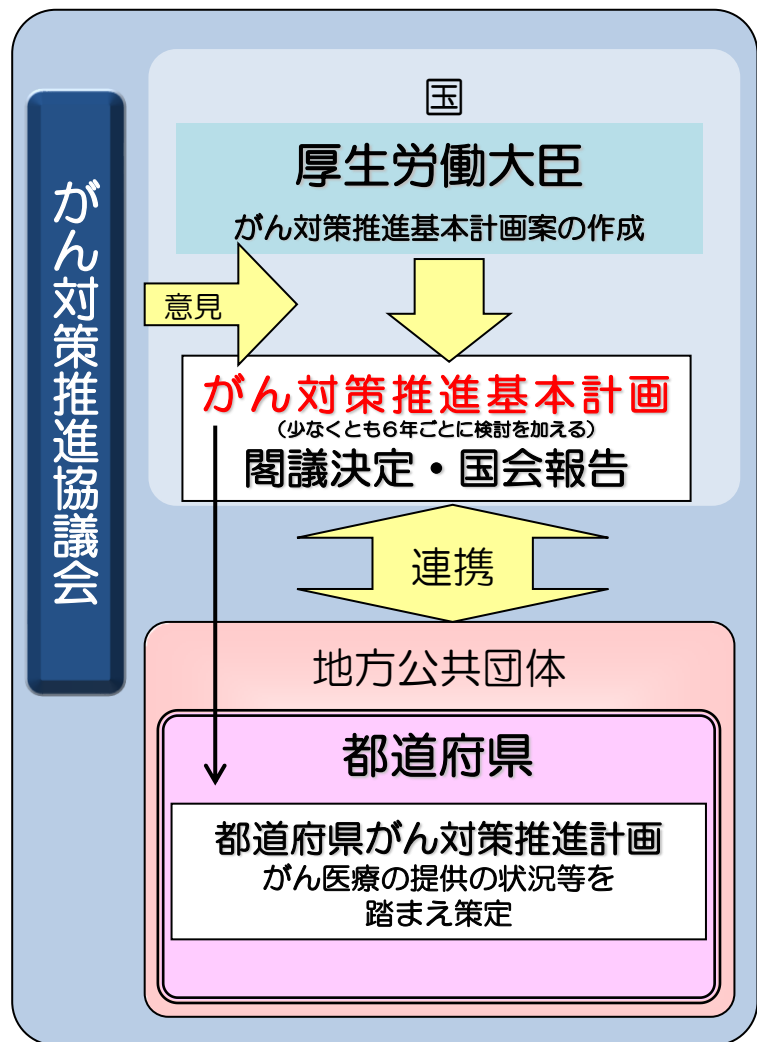 がん対策推進協議会
国
厚生労働大臣
がん対策推進基本計画案の作成
意見
がん対策推進基本計画
（少なくとも６年ごとに検討を加える）
閣議決定・国会報告
連携
地方公共団体
都道府県
都道府県がん対策推進計画
がん医療の提供の状況等を
踏まえ策定